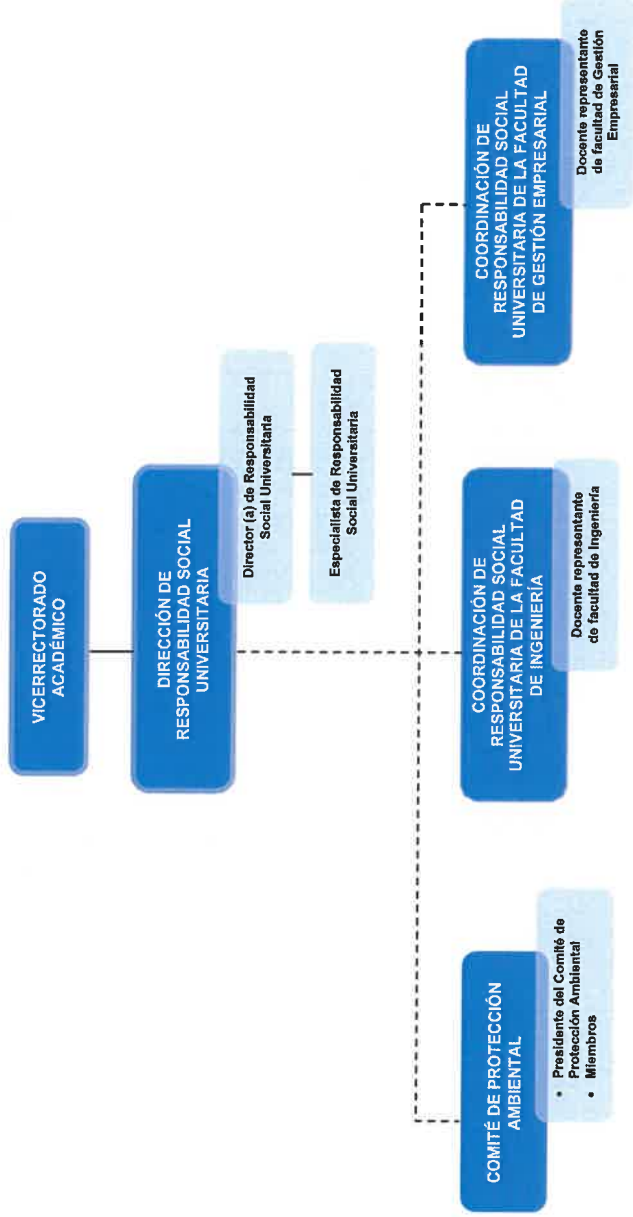 VICERRECTORADO
ACADÉMICO
DIRECCIÓN DE
RESPONSABILIDAD SOCIAL
UNIVERSITARIA
Director (a) de Responsabilidad
Social Universitaria
Especialista de Responsabilidad
Social Universitaria
COMITÉ DE PROTECCIÓN
AMBIENTAL
• Presidente del Comité de
Protección Ambiental
• Miembros
COORDINACIÓN DE
RESPONSABILIDAD SOCIAL
UNIVERSITARIA DE LA FACULTAD
DE INGENIERÍA
Docente representante
de facultad de Ingeniería
COORDINACIÓN DE
RESPONSABILIDAD SOCIAL
UNIVERSITARIA DE LA FACULTAD
DE GESTIÓN EMPRESARIAL
Docente representante
de facultad de Gestión
Empresarial